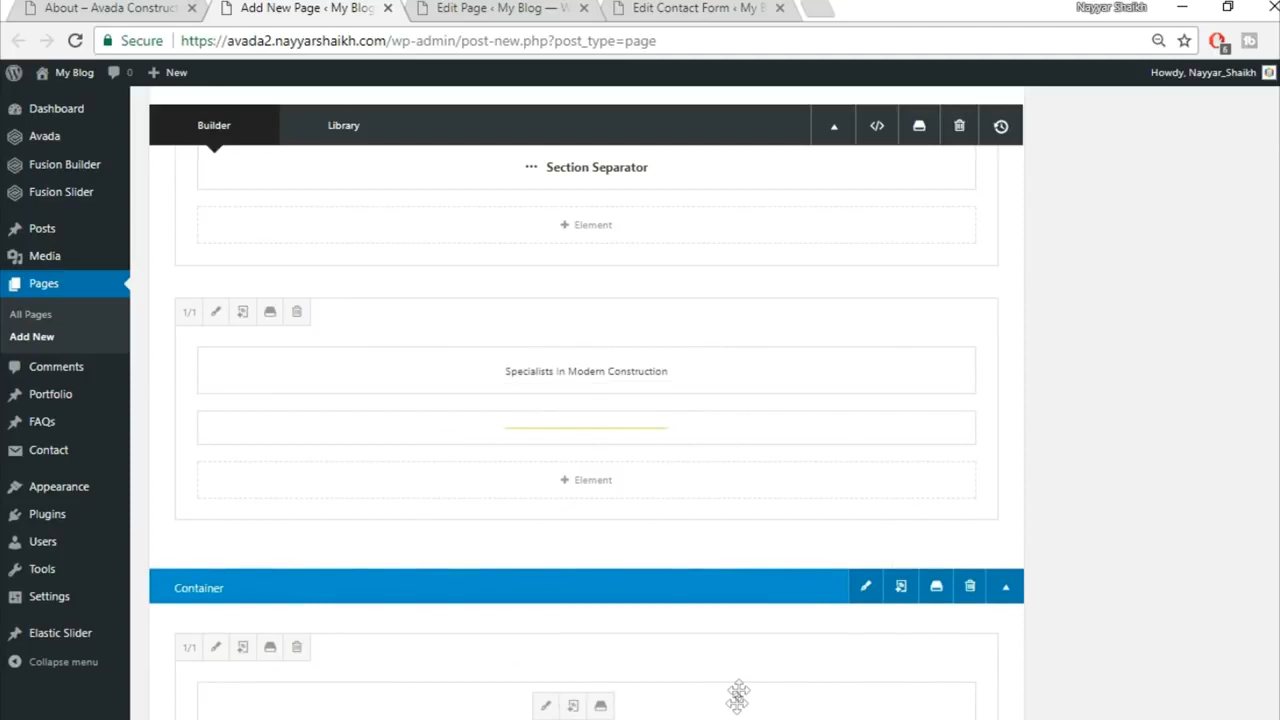 About – Avada Construct
Add New Page ‹ My Blog
Edit Page ‹ My Blog — W
Edit Contact Form ‹ My B
Nayyar Shaikh
Secure
https://avada2.nayyarshaikh.com/wp-admin/post-new.php?post_type=page
6
My Blog
0
New
Howdy, Nayyar_Shaikh
Dashboard
Avada
Fusion Builder
Fusion Slider
Posts
Media
Pages
All Pages
Add New
Comments
Portfolio
FAQs
Contact
Appearance
Plugins
Users
Tools
Settings
Elastic Slider
Collapse menu
Builder
Library
Section Separator
+ Element
1/1
Specialists In Modern Construction
+ Element
Container
1/1